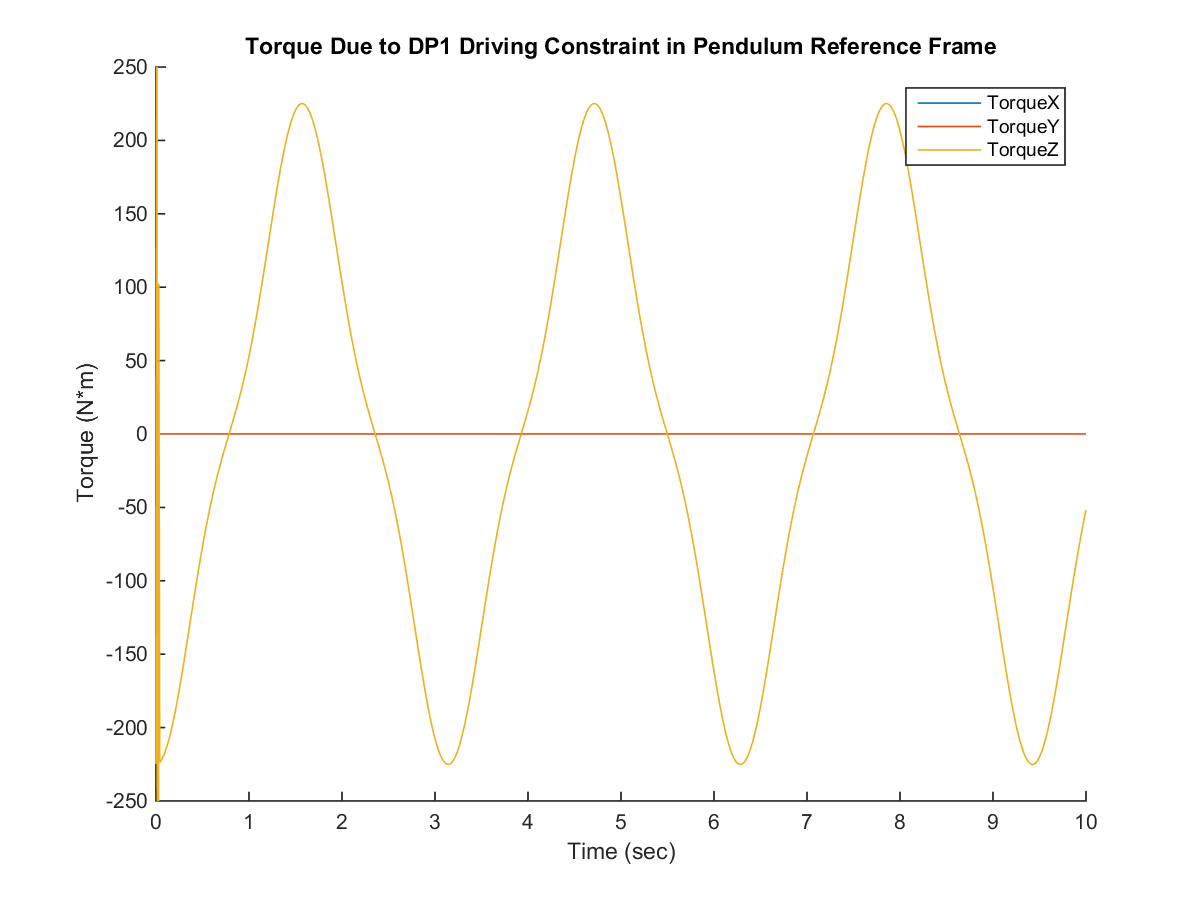 Torque Due to DP1 Driving Constraint in Pendulum Reference Frame
250
200
150
100
50
0
-50
-100
-150
-200
-250
Torque (N*m)
TorqueX
TorqueY
TorqueZ
0 1 2 3 4 5 6 7 8 9 10
Time (sec)